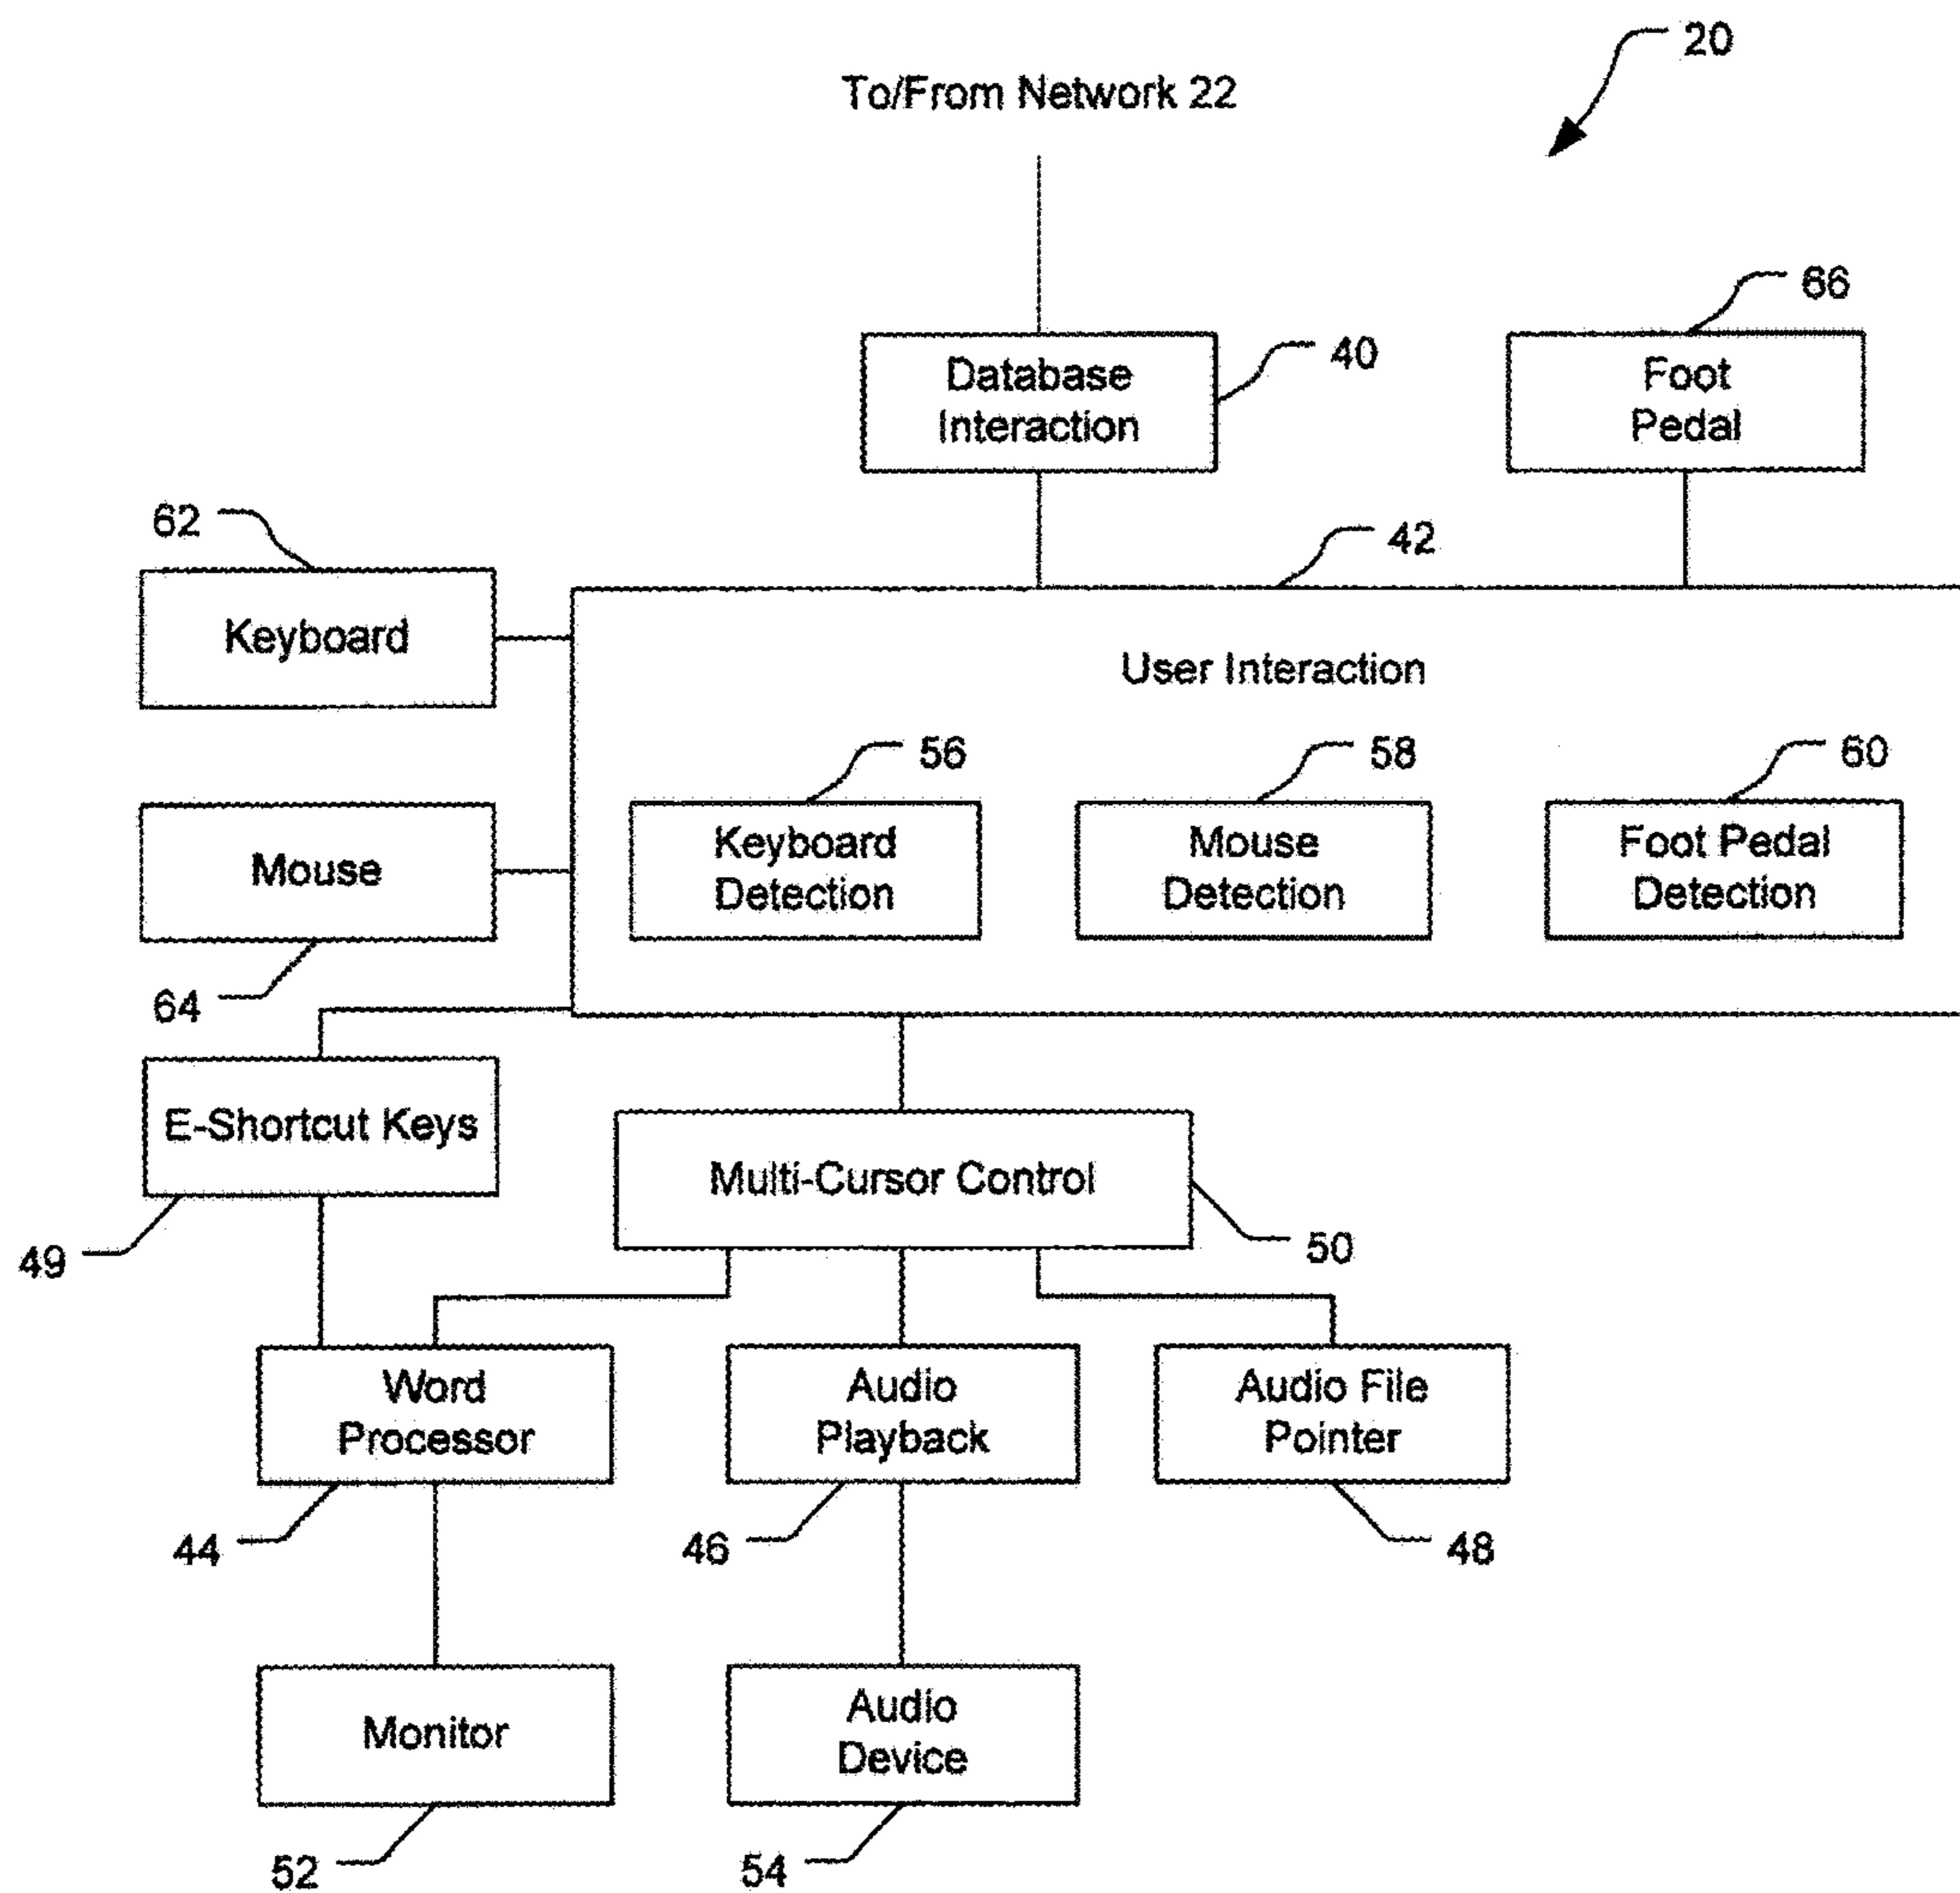 20
To/From Network 22
66
40
Database
Interaction
Foot
Pedal
62
42
Keyboard
User Interaction
56
58
60
Mouse
Keyboard
Detection
Mouse
Detection
Foot Pedal
Detection
64
E-Shortcut Keys
Multi-Cursor Control
49
50
Word
Processor
Audio
Playback
Audio File
Pointer
44
46
48
Monitor
Audio
Device
52
54